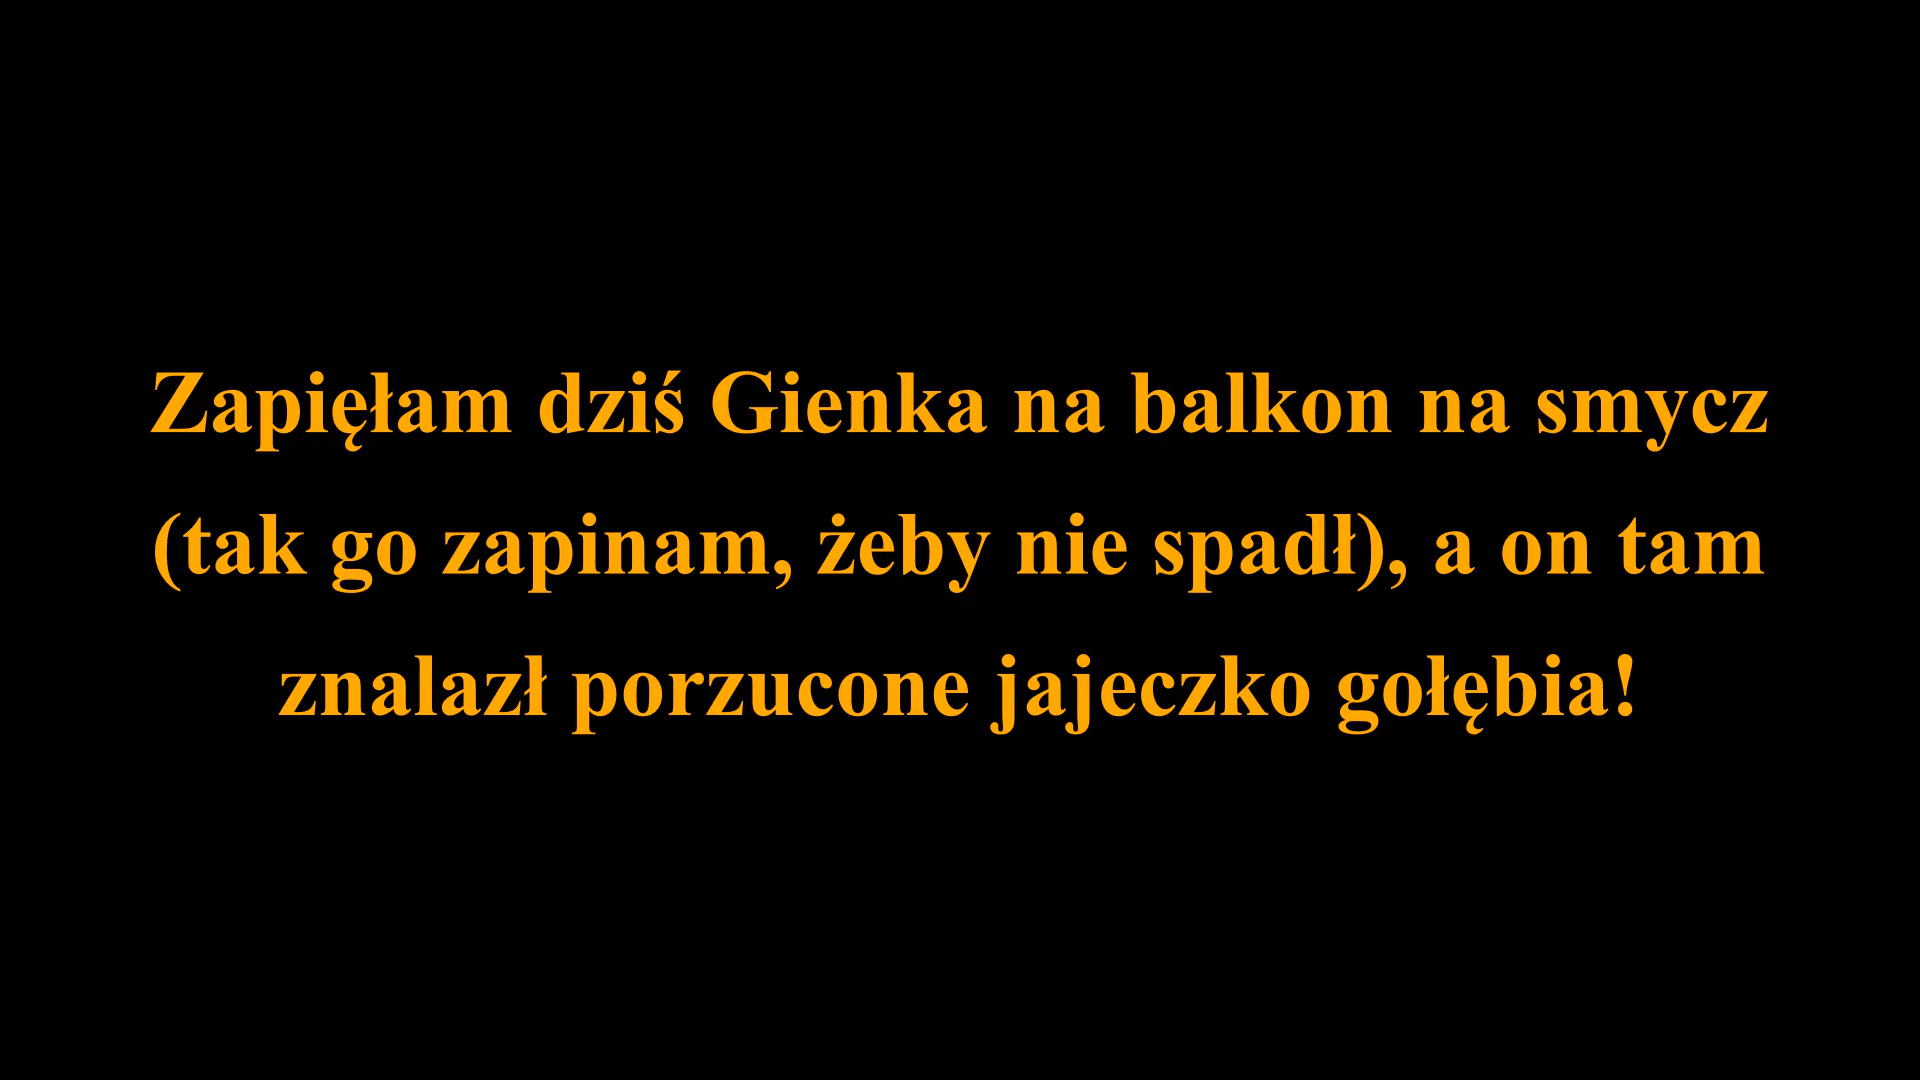 Zapięłam dziś Gienka na balkon na smycz
(tak go zapinam, żeby nie spadł), a on tam
znalazł porzucone jajeczko gołębia!